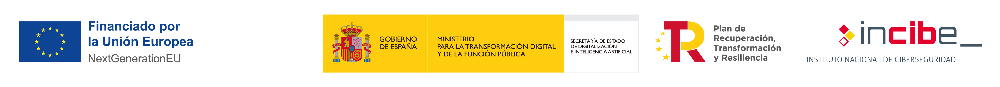 Financiado por
la Unión Europea
NextGenerationEU
GOBIERNO
DE ESPAÑA
MINISTERIO
PARA LA TRANSFORMACIÓN DIGITAL
Y DE LA FUNCIÓN PÚBLICA
SECRETARÍA DE ESTADO
DE DIGITALIZACIÓN
E INTELIGENCIA ARTIFICIAL
TR
Plan de
Recuperación,
Transformación
y Resiliencia
incibe_
INSTITUTO NACIONAL DE CIBERSEGURIDAD